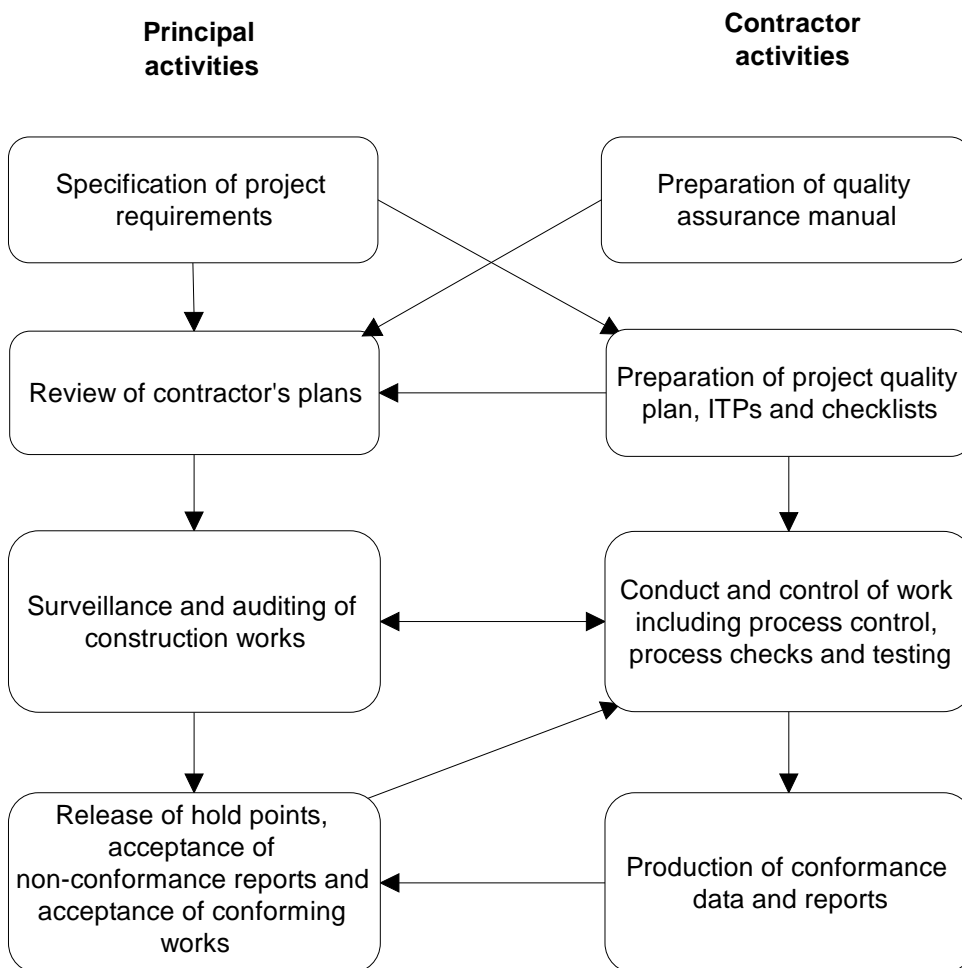 Principal
activities
Contractor
activities
Specification of project
requirements
Preparation of quality
assurance manual
Review of contractor's plans
Preparation of project quality
plan, ITPs and checklists
Surveillance and auditing of
construction works
Conduct and control of work
including process control,
process checks and testing
Release of hold points,
acceptance of
non-conformance reports and
acceptance of conforming
works
Production of conformance
data and reports